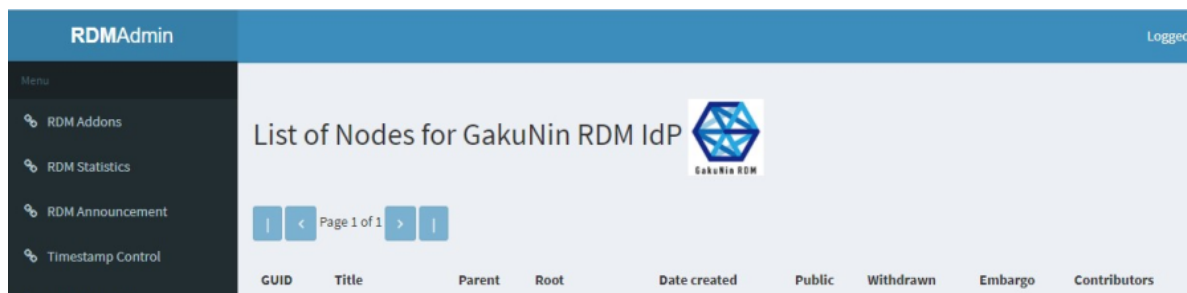 RDMAdmin
Logged
Menu
RDM Addons
RDM Statistics
RDM Announcement
Timestamp Control
List of Nodes for GakuNin RDM IdP
GakuNin RDM
| < Page 1 of 1 > |
GUID Title Parent Root Date created Public Withdrawn Embargo Contributors